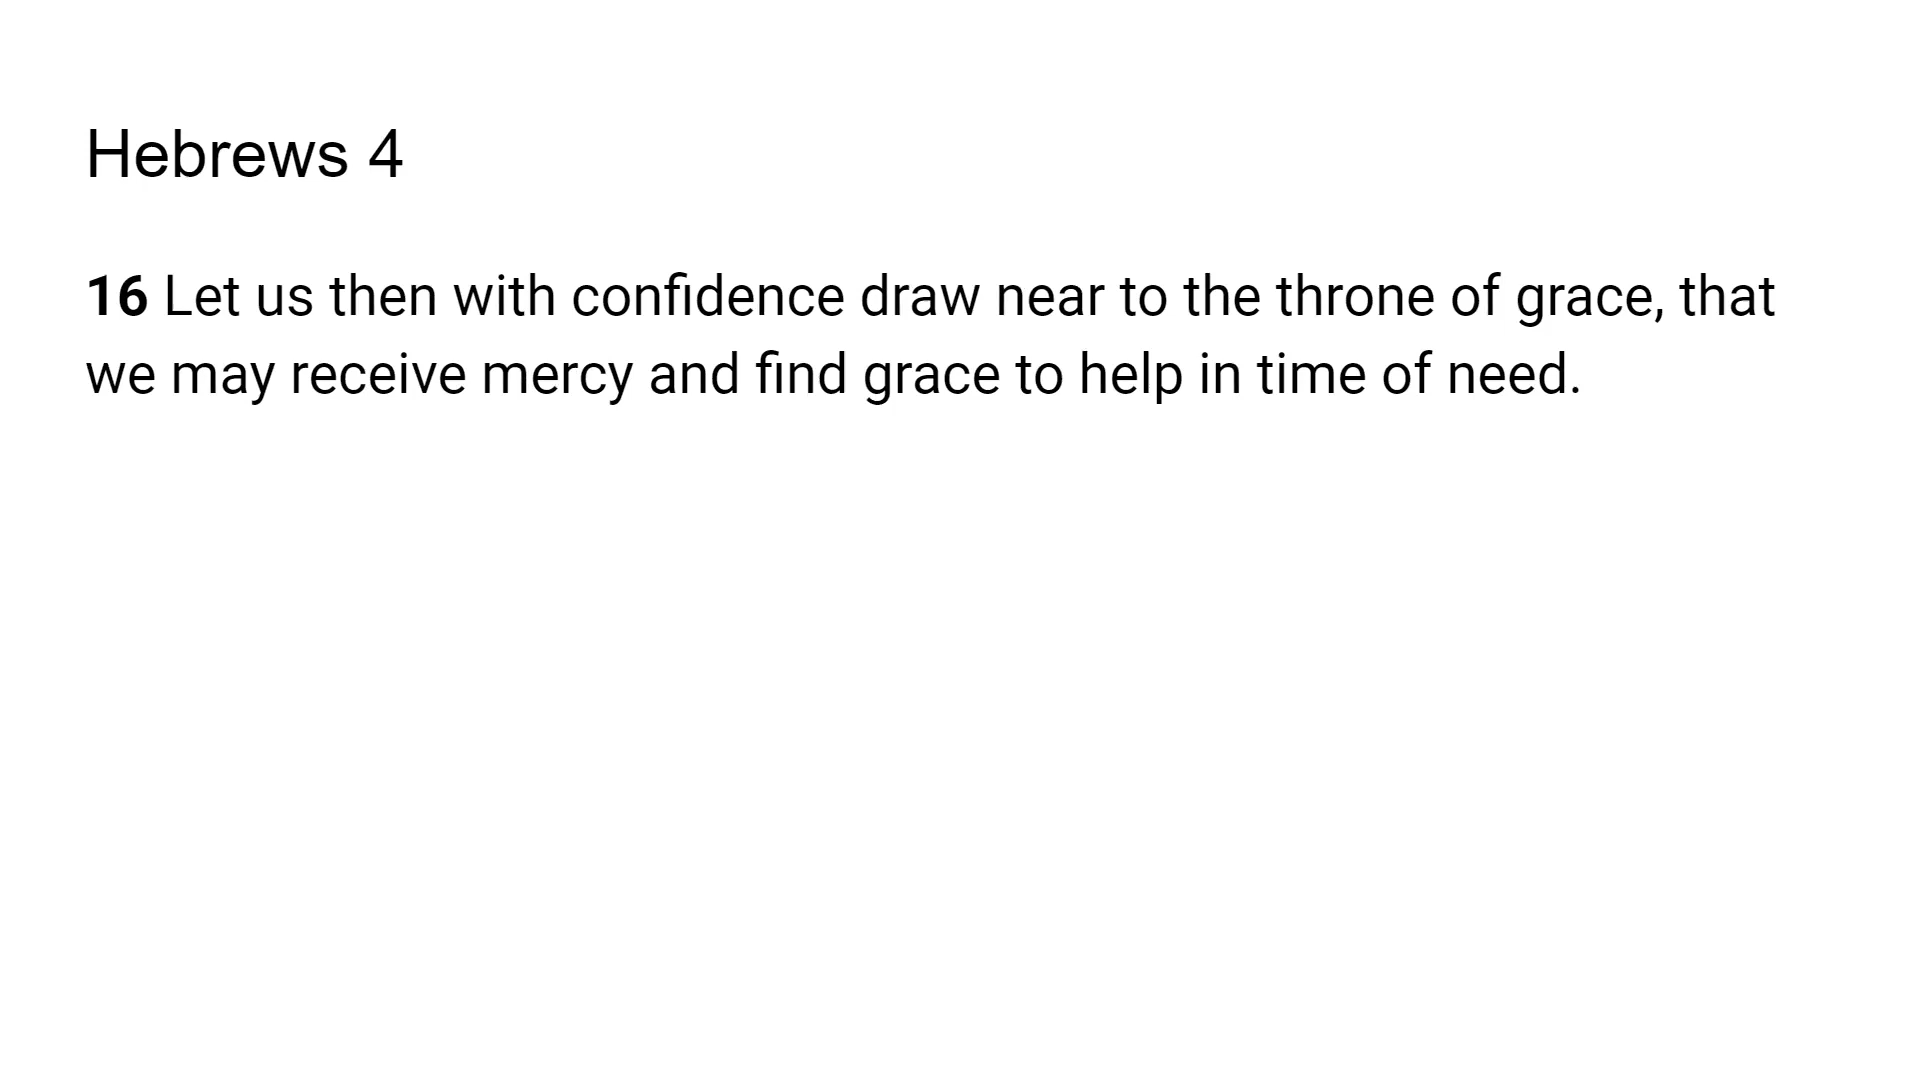 Hebrews 4
16 Let us then with confidence draw near to the throne of grace, that
we may receive mercy and find grace to help in time of need.